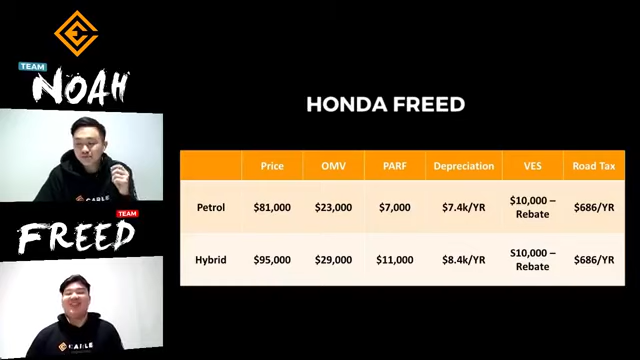 TEAM
NOAH
TEAM
FREED
HONDA FREED
Price OMV PARF Depreciation VES Road Tax
Petrol $81,000 $23,000 $7,000 $7.4k/YR $10,000 – Rebate $686/YR
Hybrid $95,000 $29,000 $11,000 $8.4k/YR S10,000 – Rebate $686/YR